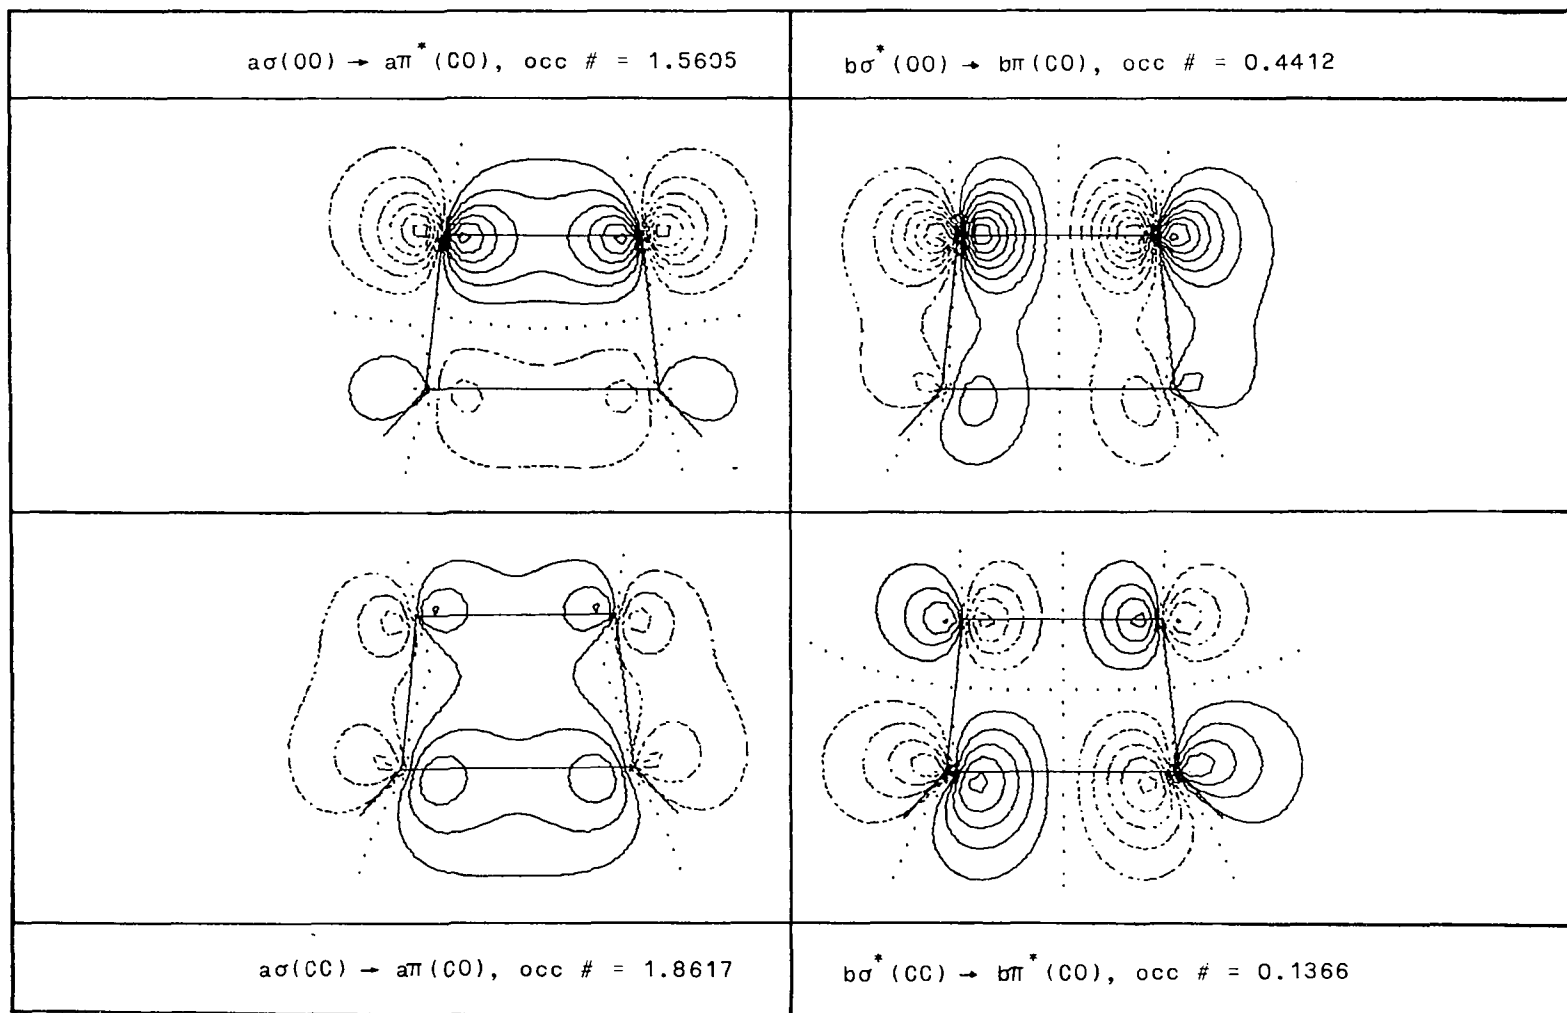 aσ(OO) → aπ*(CO), occ # = 1.5605
bσ*(OO) → bπ(CO), occ # = 0.4412
aσ(CC) → aπ(CO), occ # = 1.8617
bσ*(CC) → bπ*(CO), occ # = 0.1366